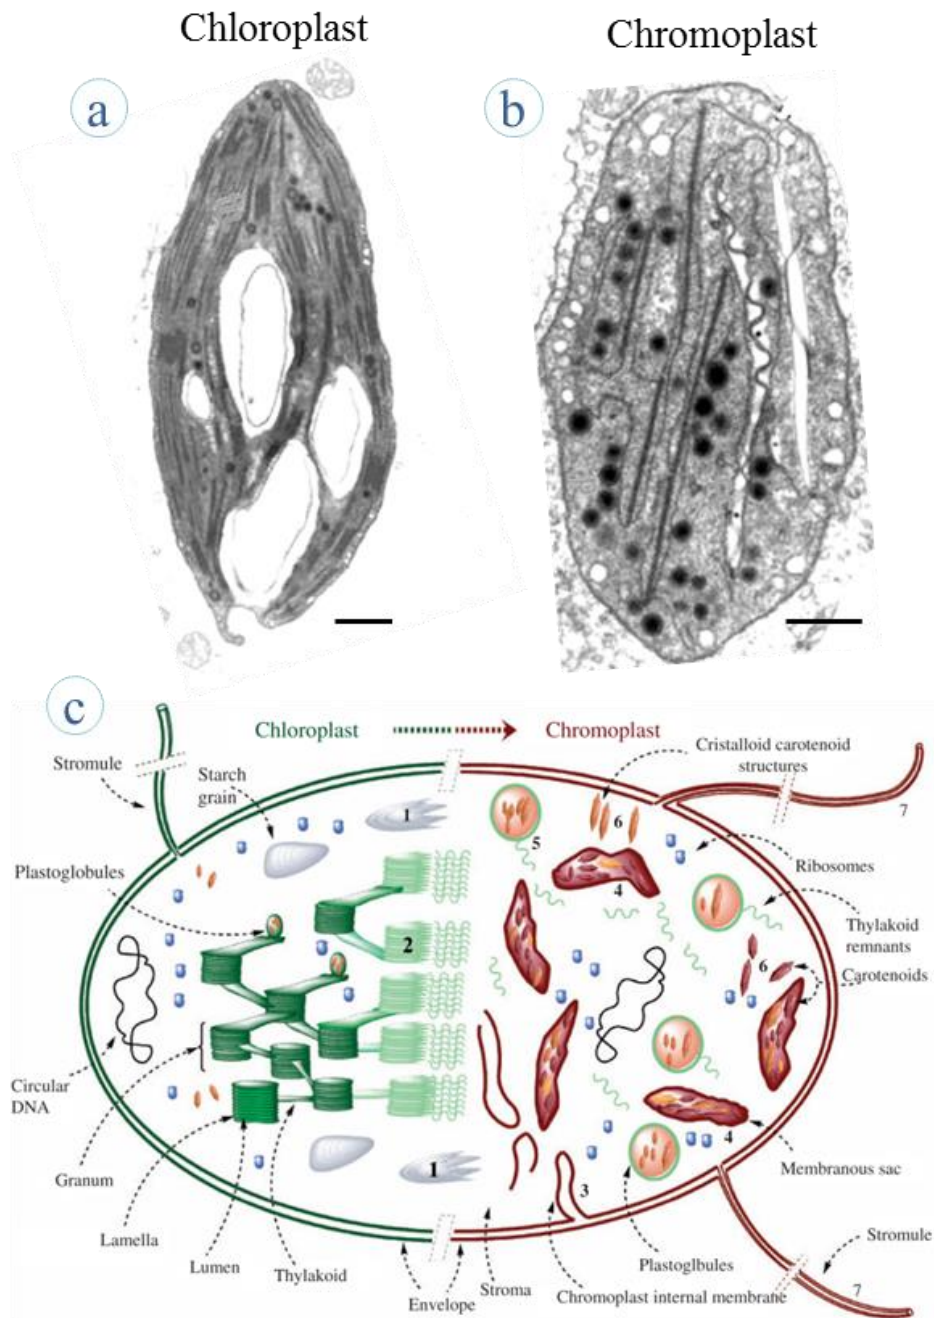 Chloroplast
Chromoplast
a
b
c
Chloroplast
Chromoplast
Stromule
Starch
grain
Cristalloid carotenoid
structures
7
1
5
6
Plastoglobules
4
Ribosomes
2
Thylakoid
remnants
6
Carotenoids
Circular
DNA
Granum
1
3
4
Membranous sac
Lamella
Lumen
Thylakoid
Envelope
Stroma
Chromoplast internal membrane
Plastoglbules
Stromule
7